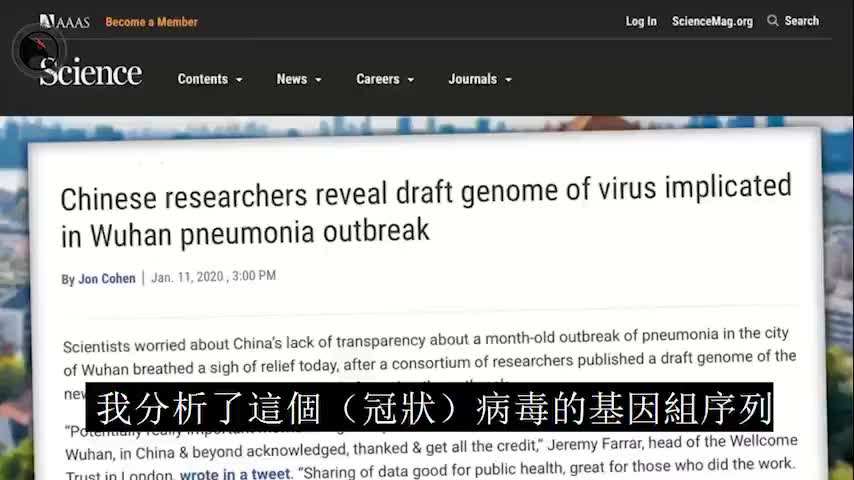 AAAS Become a Member Log In ScienceMag.org Search
Science Contents News Careers Journals
Chinese researchers reveal draft genome of virus implicated
in Wuhan pneumonia outbreak
By Jon Cohen | Jan. 11, 2020 , 3:00 PM
Scientists worried about China's lack of transparency about a month-old outbreak of pneumonia in the city
of Wuhan breathed a sigh of relief today, after a consortium of researchers published a draft genome of the
我分析了這個（冠狀）病毒的基因組序列
Wuhan, in China & beyond acknowledged, thanked & get all the credit," Jeremy Farrar, head of the Wellcome
Trust in London, wrote in a tweet. "Sharing of data good for public health, great for those who did the work.